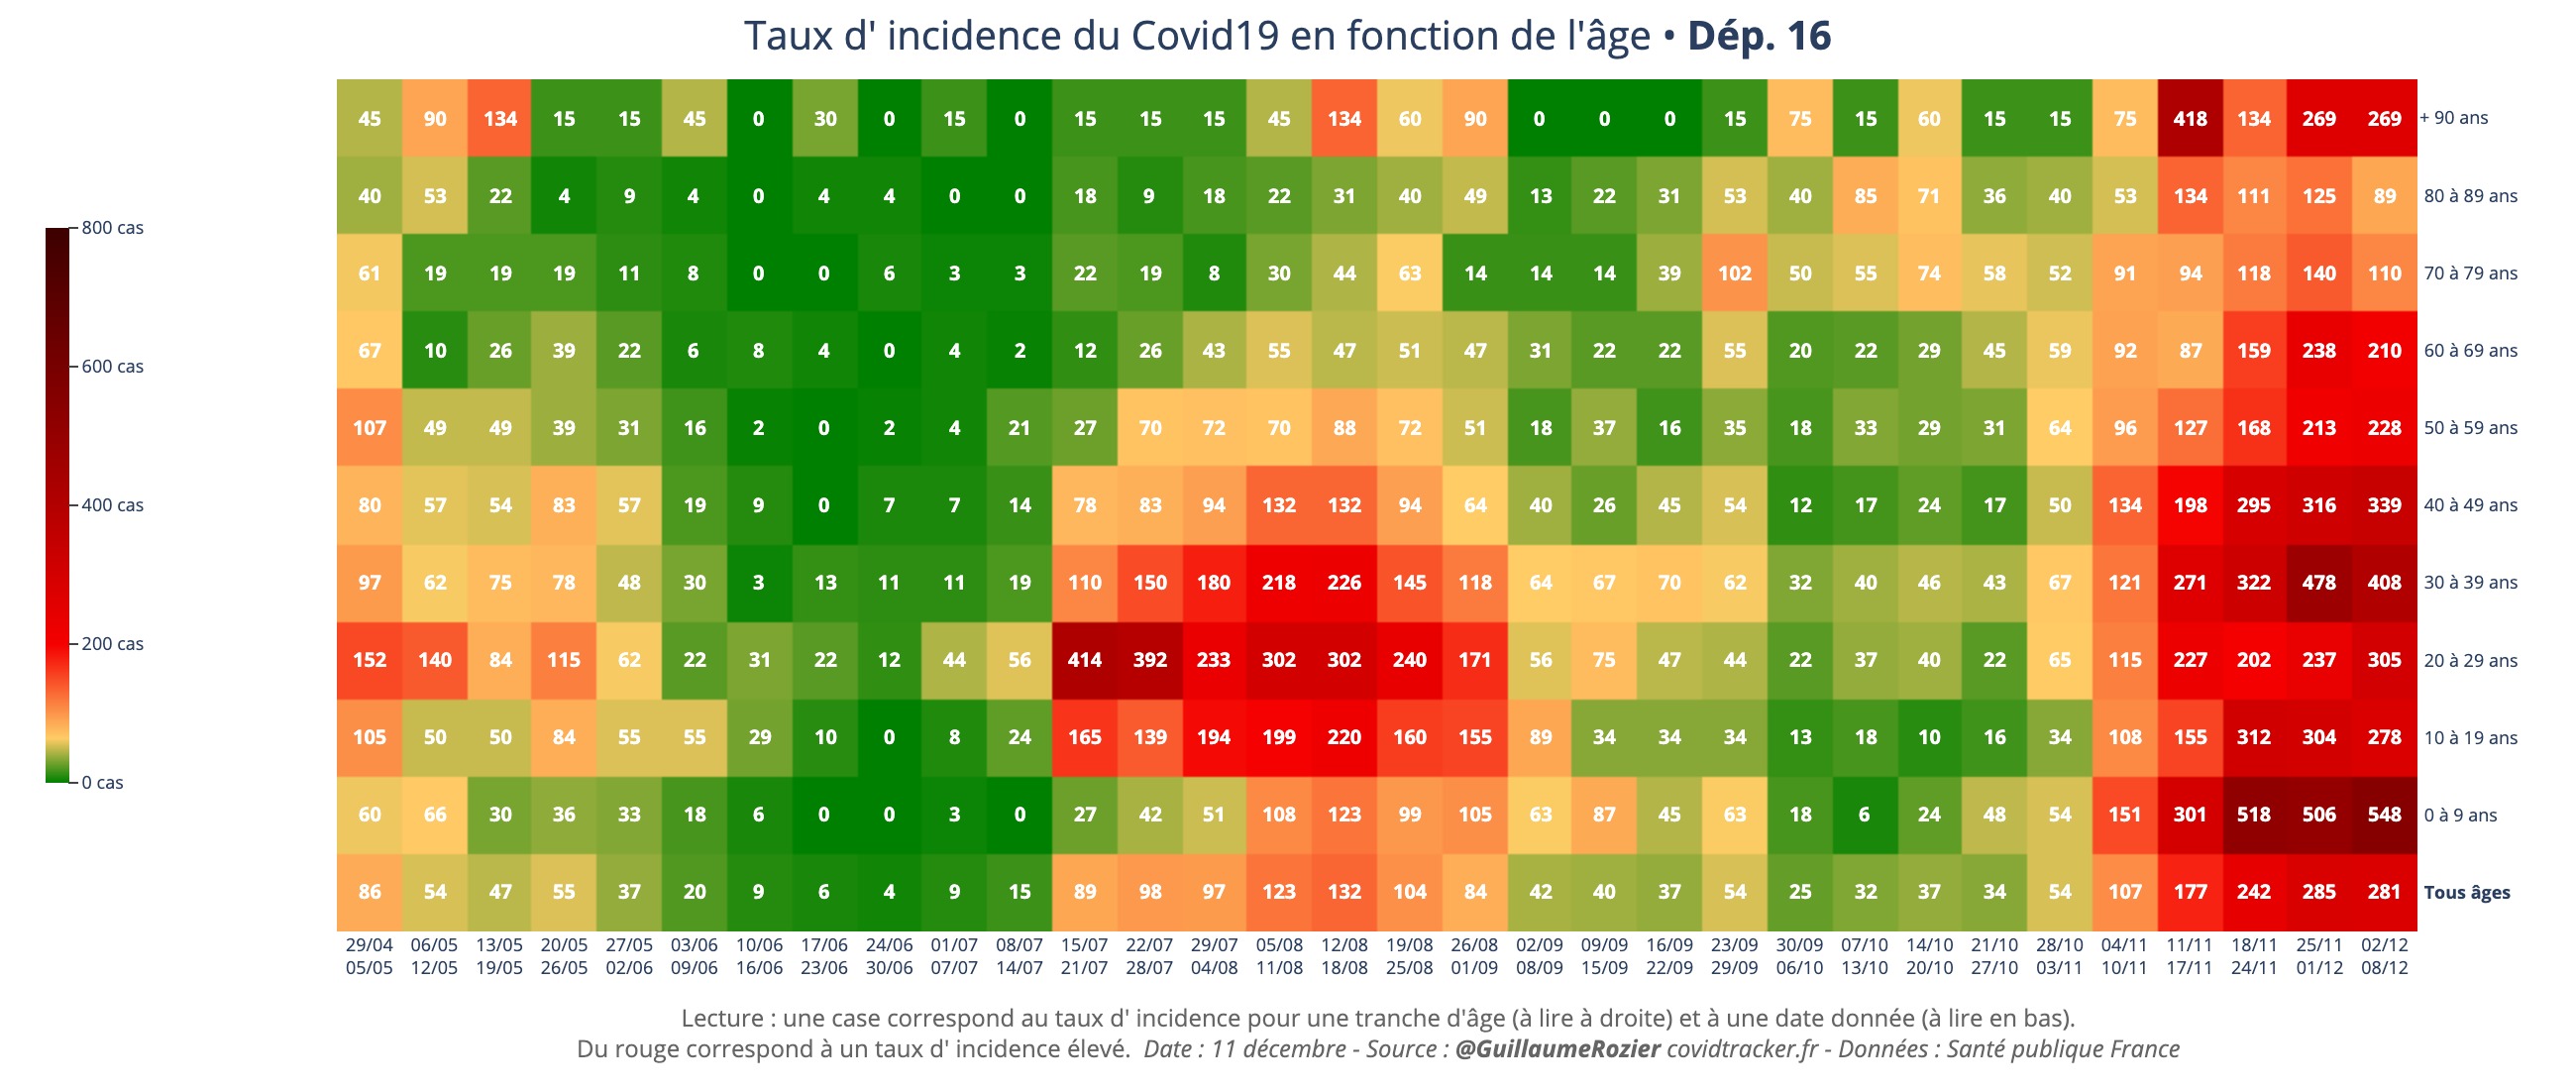 Taux d' incidence du Covid19 en fonction de l'âge • Dép. 16
800 cas
600 cas
400 cas
200 cas
0 cas
45 90 134 15 15 45 0 30 0 15 0 15 15 15 45 134 60 90 0 0 0 15 75 15 60 15 15 75 418 134 269 269 + 90 ans
40 53 22 4 9 4 0 4 4 0 0 18 9 18 22 31 40 49 13 22 31 53 40 85 71 36 40 53 134 111 125 89 80 à 89 ans
61 19 19 19 11 8 0 0 6 3 3 22 19 8 30 44 63 14 14 14 39 102 50 55 74 58 52 91 94 118 140 110 70 à 79 ans
67 10 26 39 22 6 8 4 0 4 2 12 26 43 55 47 51 47 31 22 22 55 20 22 29 45 59 92 87 159 238 210 60 à 69 ans
107 49 49 39 31 16 2 0 2 4 21 27 70 72 70 88 72 51 18 37 16 35 18 33 29 31 64 96 127 168 213 228 50 à 59 ans
80 57 54 83 57 19 9 0 7 7 14 78 83 94 132 132 94 64 40 26 45 54 12 17 24 17 50 134 198 295 316 339 40 à 49 ans
97 62 75 78 48 30 3 13 11 11 19 110 150 180 218 226 145 118 64 67 70 62 32 40 46 43 67 121 271 322 478 408 30 à 39 ans
152 140 84 115 62 22 31 22 12 44 56 414 392 233 302 302 240 171 56 75 47 44 22 37 40 22 65 115 227 202 237 305 20 à 29 ans
105 50 50 84 55 55 29 10 0 8 24 165 139 194 199 220 160 155 89 34 34 34 13 18 10 16 34 108 155 312 304 278 10 à 19 ans
60 66 30 36 33 18 6 0 0 3 0 27 42 51 108 123 99 105 63 87 45 63 18 6 24 48 54 151 301 518 506 548 0 à 9 ans
86 54 47 55 37 20 9 6 4 9 15 89 98 97 123 132 104 84 42 40 37 54 25 32 37 34 54 107 177 242 285 281 Tous âges
29/04 06/05 13/05 20/05 27/05 03/06 10/06 17/06 24/06 01/07 08/07 15/07 22/07 29/07 05/08 12/08 19/08 26/08 02/09 09/09 16/09 23/09 30/09 07/10 14/10 21/10 28/10 04/11 11/11 18/11 25/11 02/12
05/05 12/05 19/05 26/05 02/06 09/06 16/06 23/06 30/06 07/07 14/07 21/07 28/07 04/08 11/08 18/08 25/08 01/09 08/09 15/09 22/09 29/09 06/10 13/10 20/10 27/10 03/11 10/11 17/11 24/11 01/12 08/12
Lecture : une case correspond au taux d' incidence pour une tranche d'âge (à lire à droite) et à une date donnée (à lire en bas).
Du rouge correspond à un taux d' incidence élevé. Date : 11 décembre - Source : @GuillaumeRozier covidtracker.fr - Données : Santé publique France